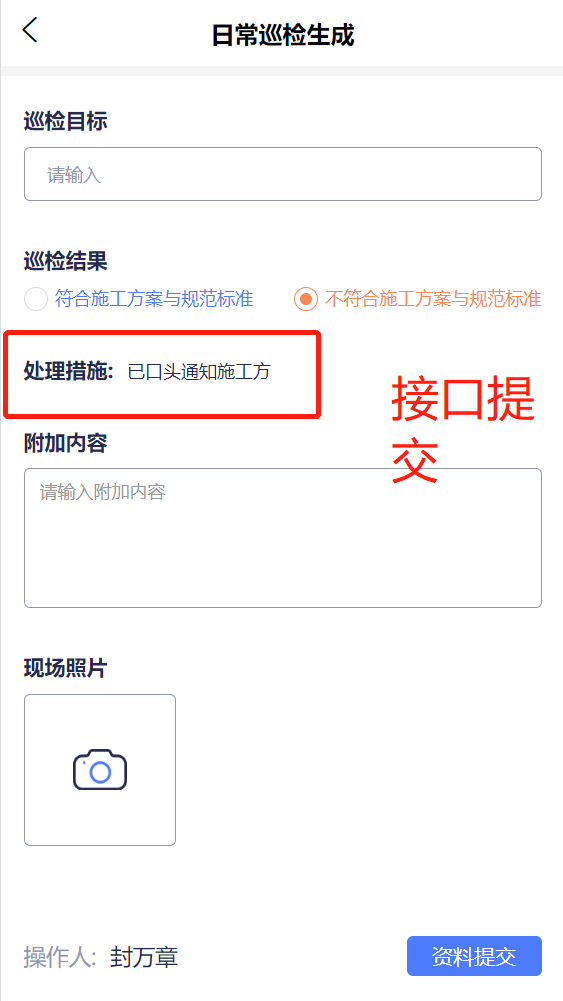 日常巡检生成
巡检目标
请输入
巡检结果
符合施工方案与规范标准 不符合施工方案与规范标准
处理措施: 已口头通知施工方
接口提
交
附加内容
请输入附加内容
现场照片
操作人: 封万章
资料提交